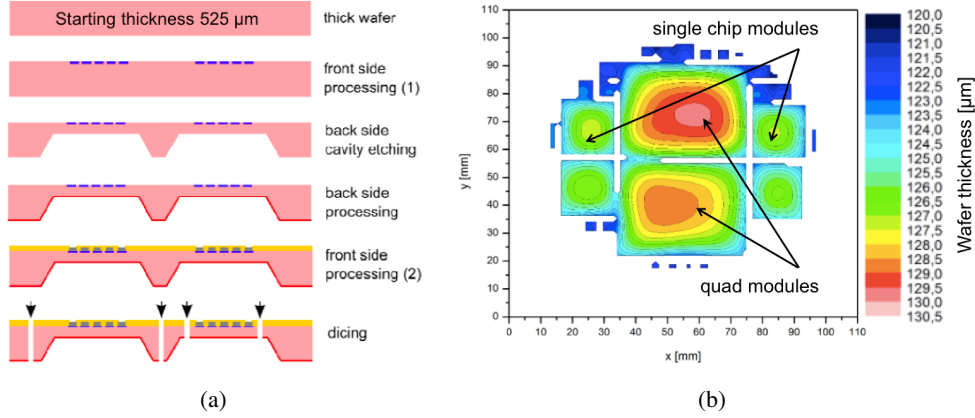 Starting thickness 525 µm
thick wafer
front side
processing (1)
back side
cavity etching
back side
processing
front side
processing (2)
dicing
(a)
110
100
90
80
70
60
50
40
30
20
10
0
y [mm]
0 10 20 30 40 50 60 70 80 90 100 110
x [mm]
single chip modules
quad modules
120,0
120,5
121,0
121,5
122,0
122,5
123,0
123,5
124,0
124,5
125,0
125,5
126,0
126,5
127,0
127,5
128,0
128,5
129,0
129,5
130,0
130,5
Wafer thickness [µm]
(b)